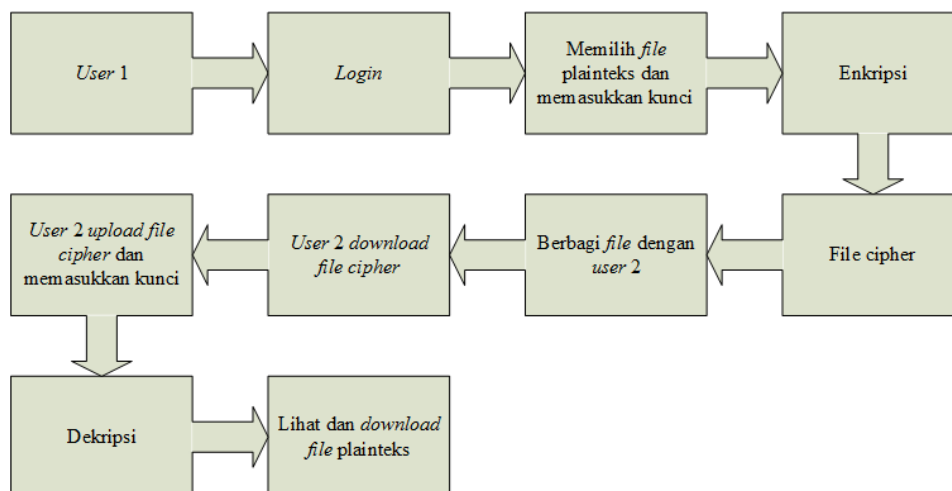 User 1
Login
Memilih file
plainteks dan
memasukkan kunci
Enkripsi
File cipher
Berbagi file dengan
user 2
User 2 download
file cipher
User 2 upload file
cipher dan
memasukkan kunci
Dekripsi
Lihat dan download
file plainteks